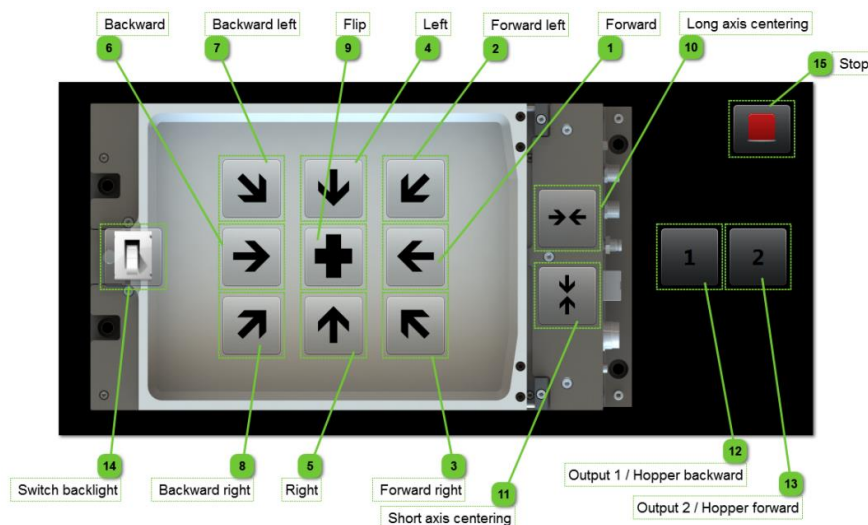 Backward
6
Backward left
7
Flip
9
Left
4
Forward left
2
Forward
1
Long axis centering
10
15
Stop
1
2
14
Switch backlight
8
Backward right
5
Right
3
Forward right
11
Short axis centering
12
Output 1 / Hopper backward
13
Output 2 / Hopper forward